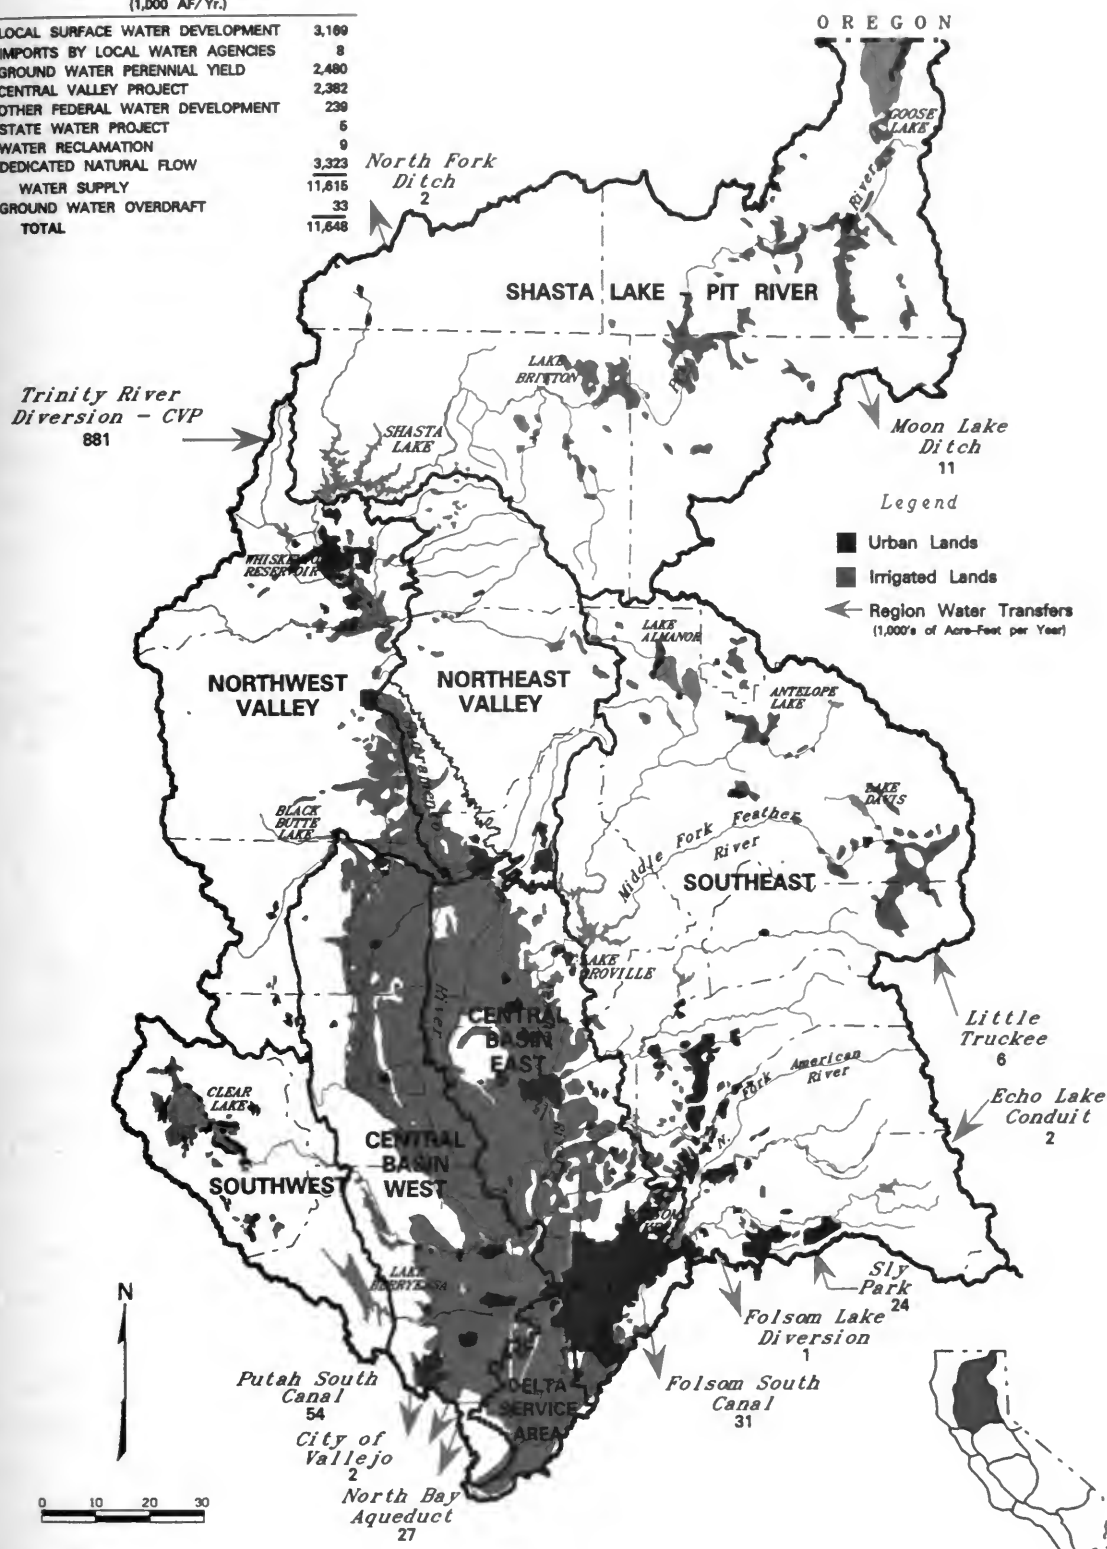 (1,000 AF/Yr.)
LOCAL SURFACE WATER DEVELOPMENT 3,169
IMPORTS BY LOCAL WATER AGENCIES 8
GROUND WATER PERENNIAL YIELD 2,480
CENTRAL VALLEY PROJECT 2,382
OTHER FEDERAL WATER DEVELOPMENT 239
STATE WATER PROJECT 5
WATER RECLAMATION 9
DEDICATED NATURAL FLOW 3,323
WATER SUPPLY 11,615
GROUND WATER OVERDRAFT 33
TOTAL 11,648
OREGON
GOOSE
LAKE
River
North Fork
Ditch
2
SHASTA LAKE - PIT RIVER
LAKE
BRITTON
Pit
Trinity River
Diversion - CVP
881
SHASTA
LAKE
Moon Lake
Ditch
11
Legend
Urban Lands
Irrigated Lands
Region Water Transfers
(1,000's of Acre-Feet per Year)
RESERVOIR
LAKE
ALMANOR
NORTHWEST
VALLEY
NORTHEAST
VALLEY
ANTELOPE
LAKE
LAKE
DAVIS
BLACK
BUTTE
LAKE
Middle Fork Feather
River
SOUTHEAST
LAKE
OROVILLE
River
CENTRAL
BASIN
EAST
Little
Truckee
6
N. Fork American
River
Echo Lake
Conduit
2
CLEAR
LAKE
CENTRAL
BASIN
WEST
SOUTHWEST
LAKE
BERRYESSA
Sly
Park
24
N
Folsom Lake
Diversion
1
Putah South
Canal
54
DELTA
SERVICE
AREA
Folsom South
Canal
31
City of
Vallejo
2
North Bay
Aqueduct
27
0 10 20 30